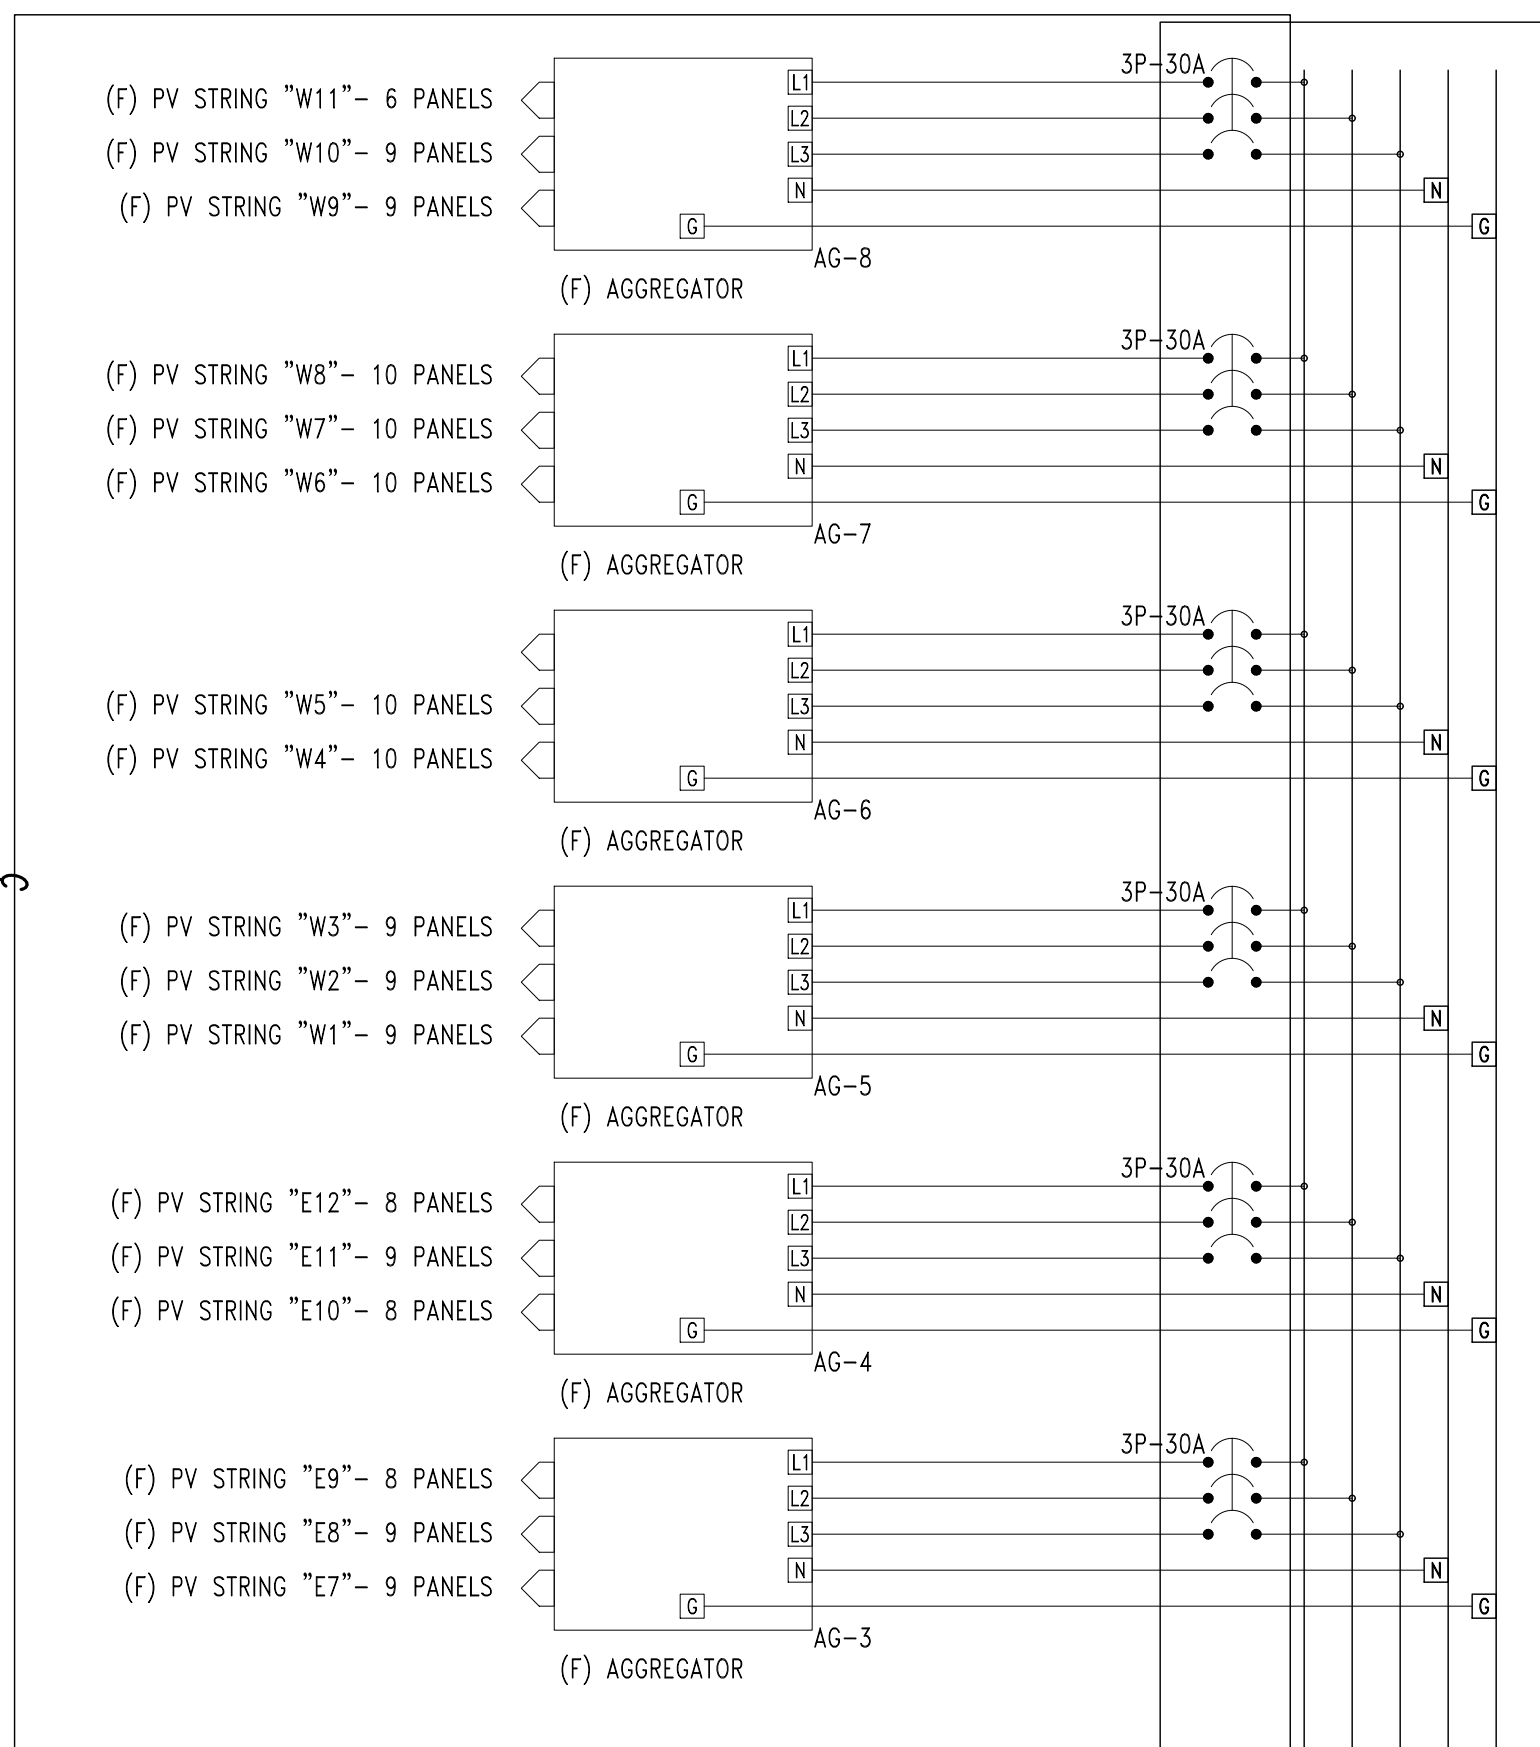 3P-30A
(F) PV STRING "W11"- 6 PANELS
(F) PV STRING "W10"- 9 PANELS
(F) PV STRING "W9"- 9 PANELS
L1
L2
L3
N
N
G
G
AG-8
(F) AGGREGATOR
3P-30A
(F) PV STRING "W8"- 10 PANELS
(F) PV STRING "W7"- 10 PANELS
(F) PV STRING "W6"- 10 PANELS
L1
L2
L3
N
N
G
G
AG-7
(F) AGGREGATOR
3P-30A
(F) PV STRING "W5"- 10 PANELS
(F) PV STRING "W4"- 10 PANELS
L1
L2
L3
N
N
G
G
AG-6
(F) AGGREGATOR
3P-30A
(F) PV STRING "W3"- 9 PANELS
(F) PV STRING "W2"- 9 PANELS
(F) PV STRING "W1"- 9 PANELS
L1
L2
L3
N
N
G
G
AG-5
(F) AGGREGATOR
3P-30A
(F) PV STRING "E12"- 8 PANELS
(F) PV STRING "E11"- 9 PANELS
(F) PV STRING "E10"- 8 PANELS
L1
L2
L3
N
N
G
G
AG-4
(F) AGGREGATOR
3P-30A
(F) PV STRING "E9"- 8 PANELS
(F) PV STRING "E8"- 9 PANELS
(F) PV STRING "E7"- 9 PANELS
L1
L2
L3
N
N
G
G
AG-3
(F) AGGREGATOR